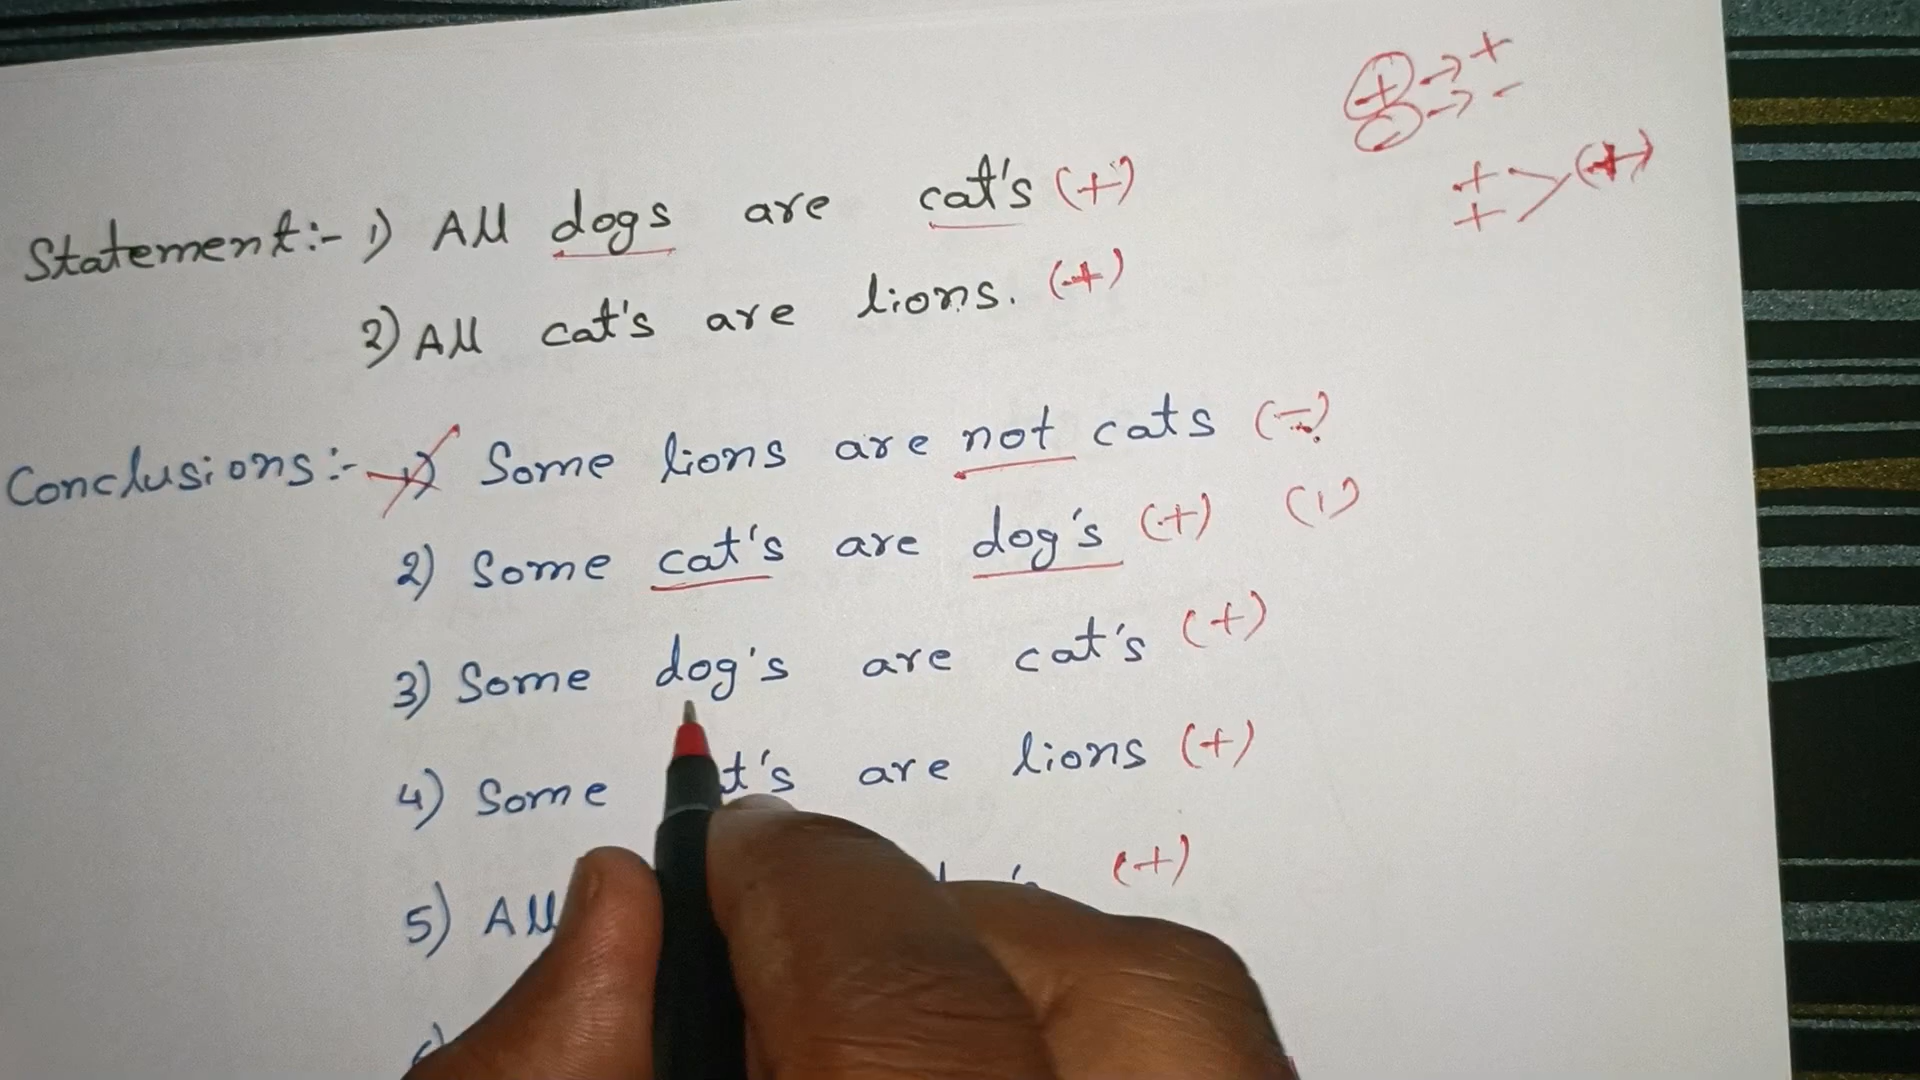 + → +
- → -
+ + > (+)
Statement:- 1) All dogs are cat's (+)
2) All cat's are lions. (+)
Conclusions:- 1) Some lions are not cats (-)
2) Some cat's are dog's (+) (1)
3) Some dog's are cat's (+)
4) Some are lions (+)
5) All (+)